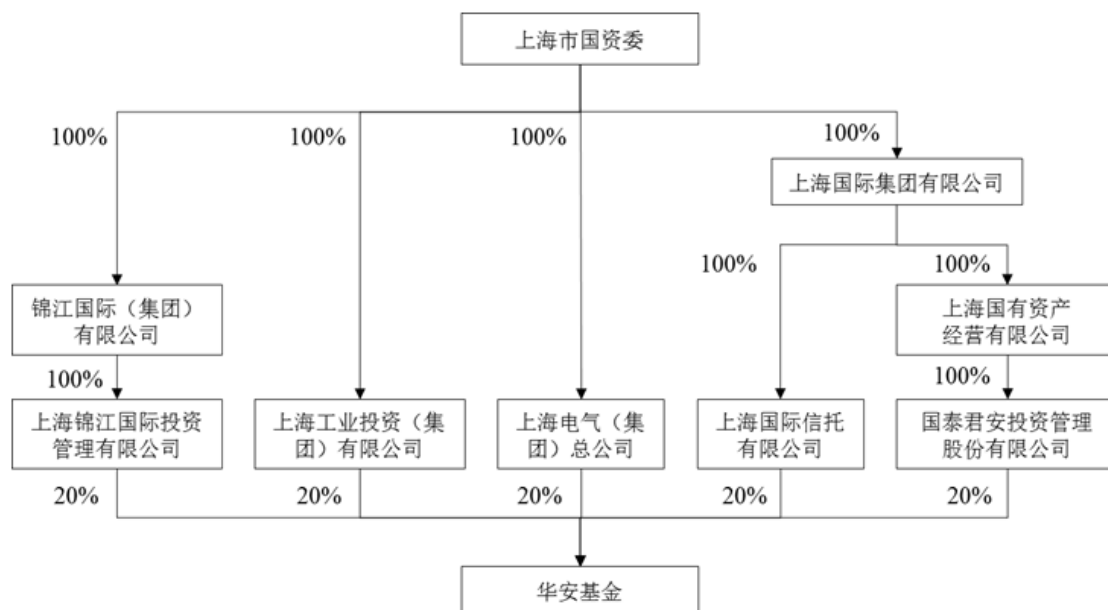 上海市国资委
100%
100%
100%
100%
上海国际集团有限公司
100%
100%
锦江国际（集团）
有限公司
上海国有资产
经营有限公司
100%
100%
上海锦江国际投资
管理有限公司
上海工业投资（集
团）有限公司
上海电气（集
团）总公司
上海国际信托
有限公司
国泰君安投资管理
股份有限公司
20%
20%
20%
20%
20%
华安基金